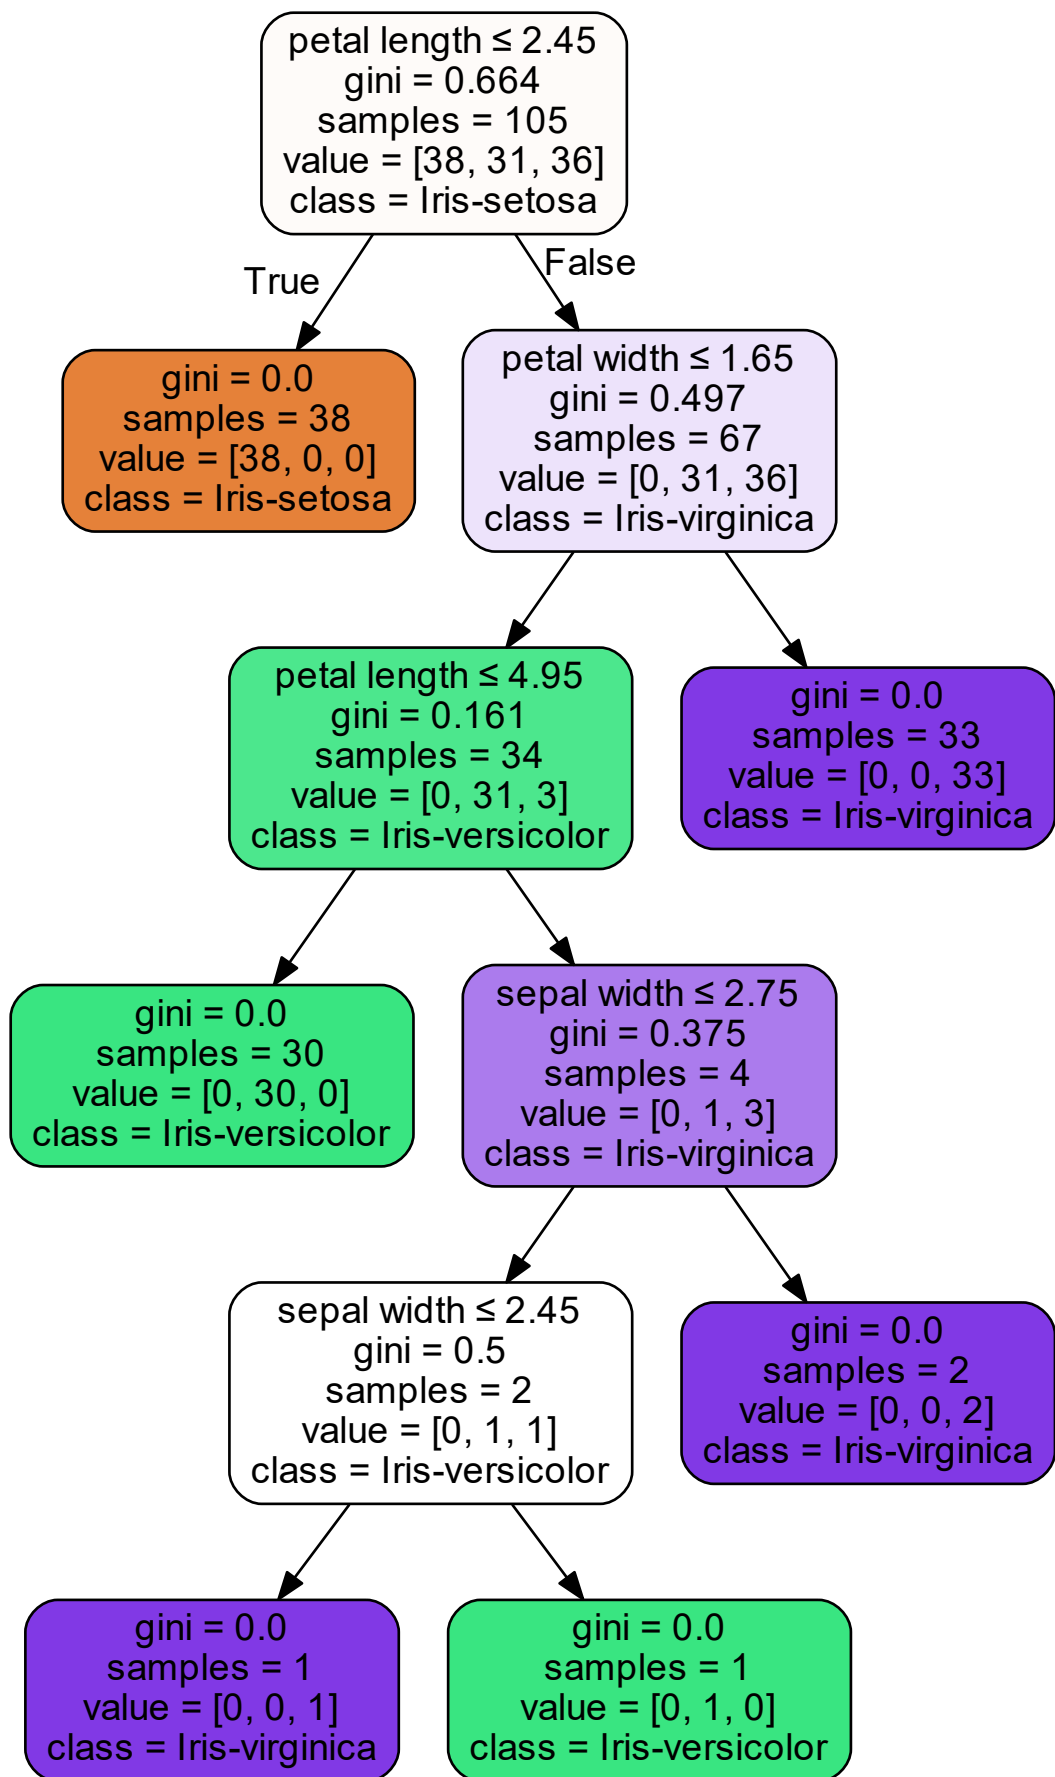 petal length ≤ 2.45
gini = 0.664
samples = 105
value = [38, 31, 36]
class = Iris-setosa
True
False
gini = 0.0
samples = 38
value = [38, 0, 0]
class = Iris-setosa
petal width ≤ 1.65
gini = 0.497
samples = 67
value = [0, 31, 36]
class = Iris-virginica
petal length ≤ 4.95
gini = 0.161
samples = 34
value = [0, 31, 3]
class = Iris-versicolor
gini = 0.0
samples = 33
value = [0, 0, 33]
class = Iris-virginica
gini = 0.0
samples = 30
value = [0, 30, 0]
class = Iris-versicolor
sepal width ≤ 2.75
gini = 0.375
samples = 4
value = [0, 1, 3]
class = Iris-virginica
sepal width ≤ 2.45
gini = 0.5
samples = 2
value = [0, 1, 1]
class = Iris-versicolor
gini = 0.0
samples = 2
value = [0, 0, 2]
class = Iris-virginica
gini = 0.0
samples = 1
value = [0, 0, 1]
class = Iris-virginica
gini = 0.0
samples = 1
value = [0, 1, 0]
class = Iris-versicolor